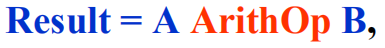 Result = A ArithOp B,